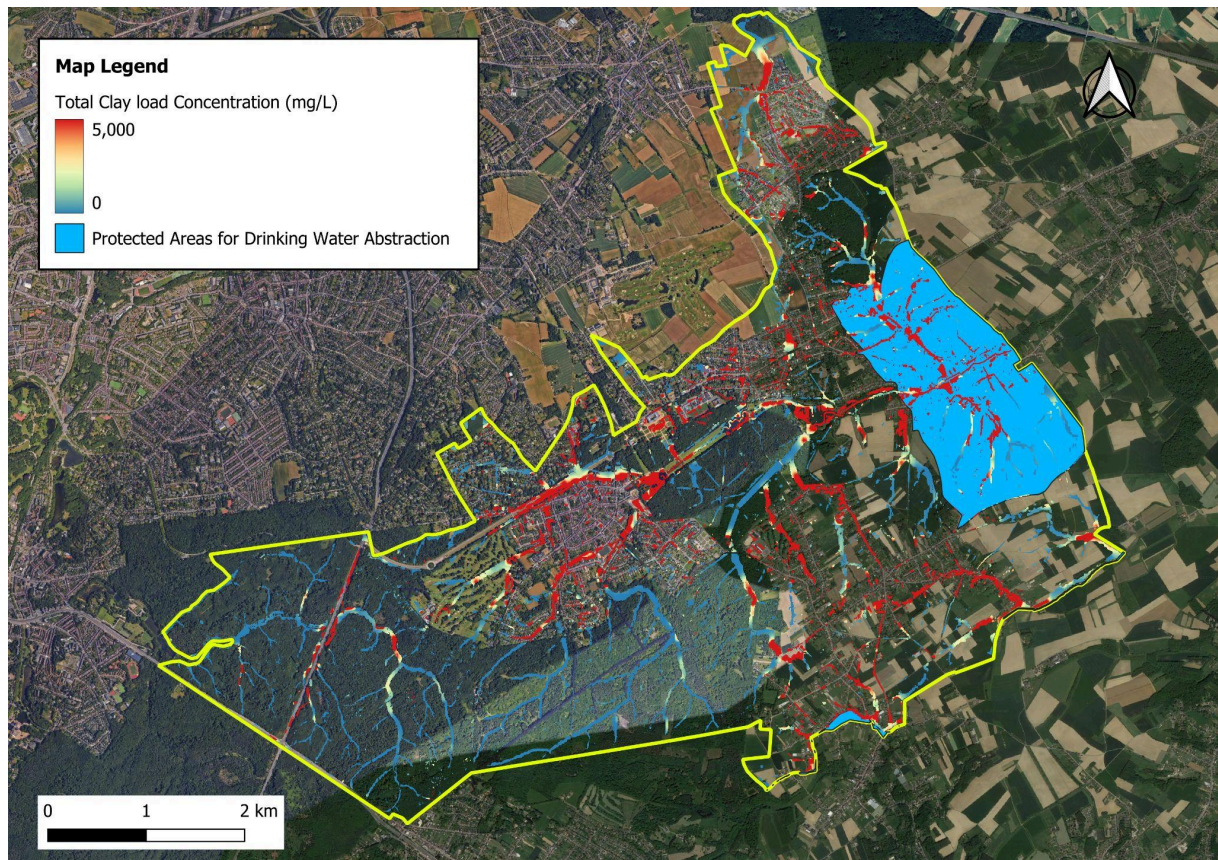 Map Legend
Total Clay load Concentration (mg/L)
5,000
0
Protected Areas for Drinking Water Abstraction
0 1 2 km